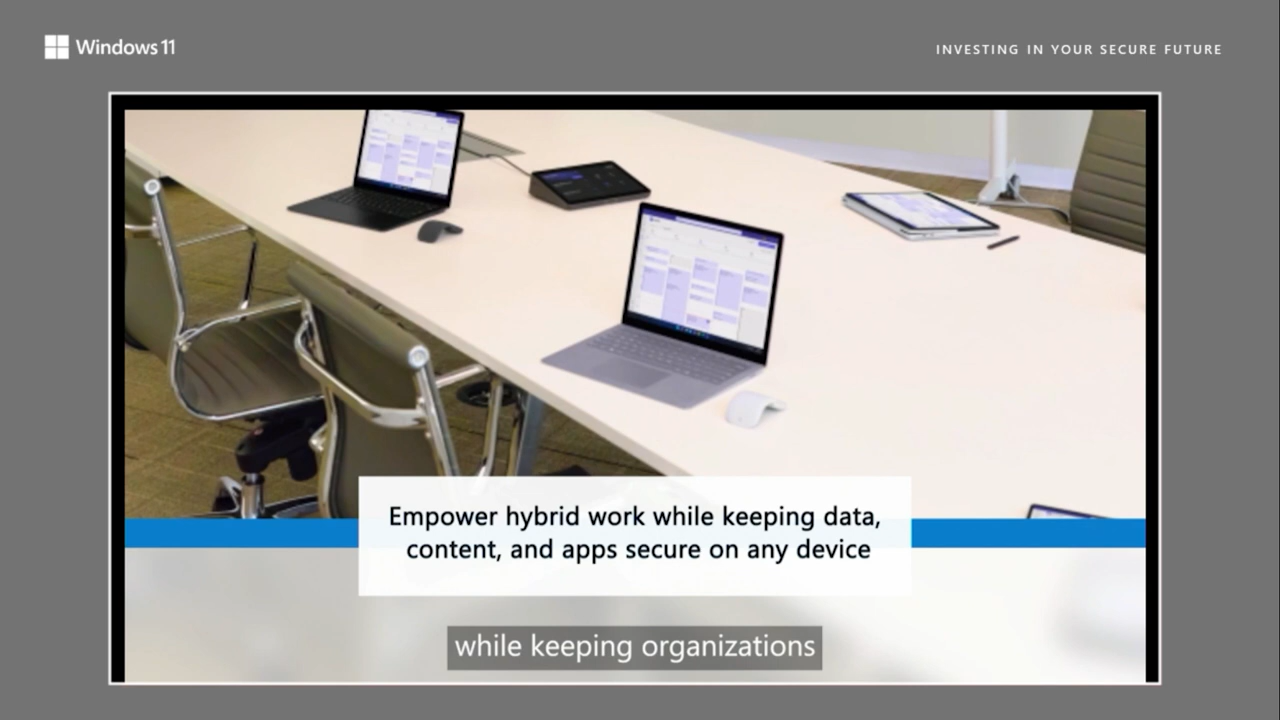 Windows 11
INVESTING IN YOUR SECURE FUTURE
Empower hybrid work while keeping data,
content, and apps secure on any device
while keeping organizations